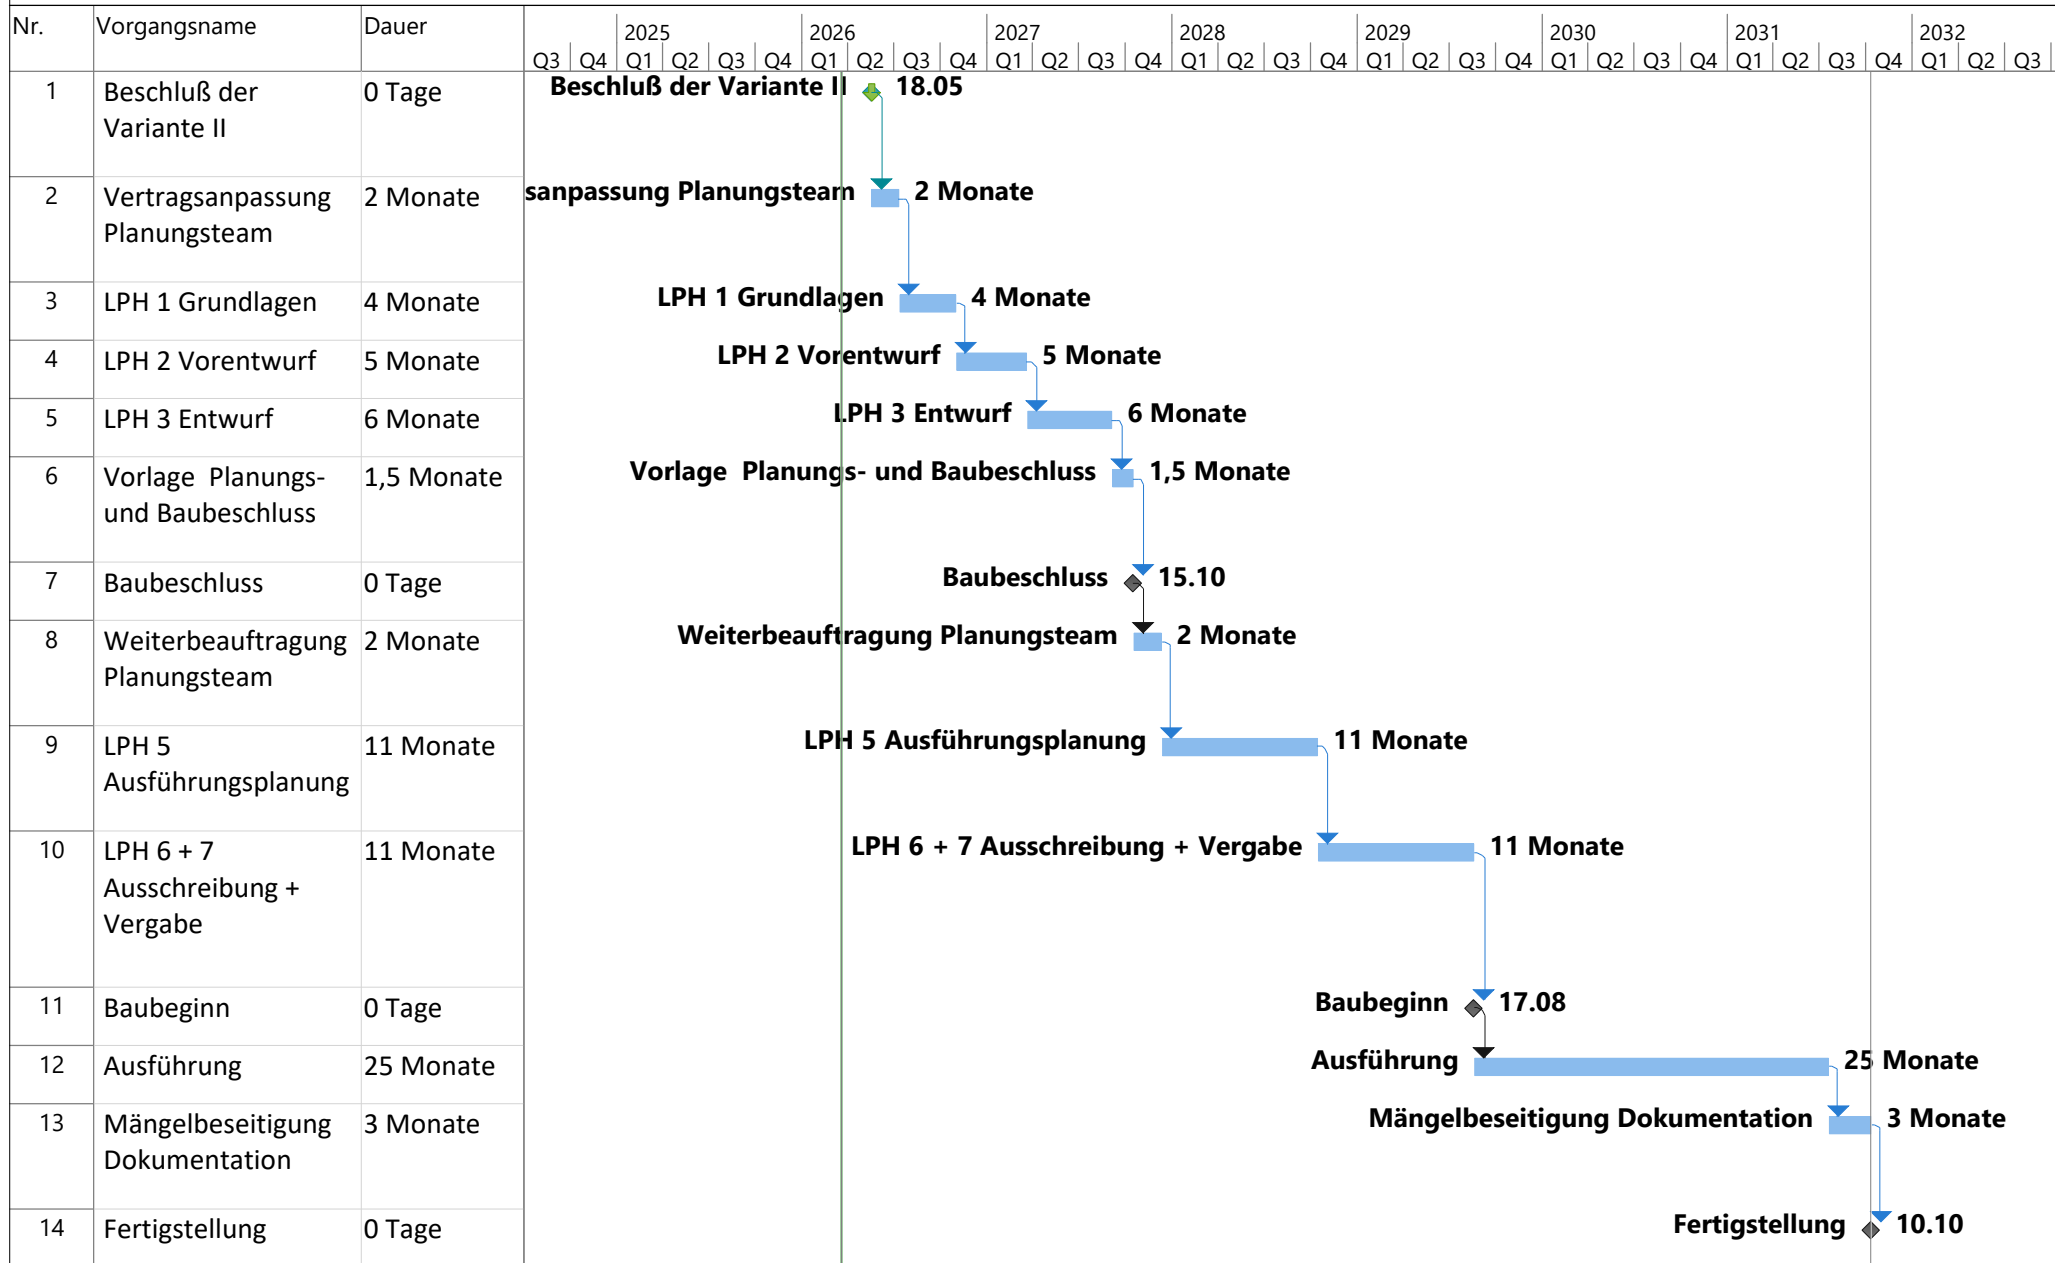 Nr. Vorgangsname Dauer 2025 2026 2027 2028 2029 2030 2031 2032
Q3 Q4 Q1 Q2 Q3 Q4 Q1 Q2 Q3 Q4 Q1 Q2 Q3 Q4 Q1 Q2 Q3 Q4 Q1 Q2 Q3 Q4 Q1 Q2 Q3 Q4 Q1 Q2 Q3 Q4 Q1 Q2 Q3
1 Beschluß der 0 Tage Beschluß der Variante II 18.05
Variante II
2 Vertragsanpassung 2 Monate sanpassung Planungsteam 2 Monate
Planungsteam
3 LPH 1 Grundlagen 4 Monate LPH 1 Grundlagen 4 Monate
4 LPH 2 Vorentwurf 5 Monate LPH 2 Vorentwurf 5 Monate
5 LPH 3 Entwurf 6 Monate LPH 3 Entwurf 6 Monate
6 Vorlage Planungs- 1,5 Monate Vorlage Planungs- und Baubeschluss 1,5 Monate
und Baubeschluss
7 Baubeschluss 0 Tage Baubeschluss 15.10
8 Weiterbeauftragung 2 Monate Weiterbeauftragung Planungsteam 2 Monate
Planungsteam
9 LPH 5 11 Monate LPH 5 Ausführungsplanung 11 Monate
Ausführungsplanung
10 LPH 6 + 7 11 Monate LPH 6 + 7 Ausschreibung + Vergabe 11 Monate
Ausschreibung +
Vergabe
11 Baubeginn 0 Tage Baubeginn 17.08
12 Ausführung 25 Monate Ausführung 25 Monate
13 Mängelbeseitigung 3 Monate Mängelbeseitigung Dokumentation 3 Monate
Dokumentation
14 Fertigstellung 0 Tage Fertigstellung 10.10